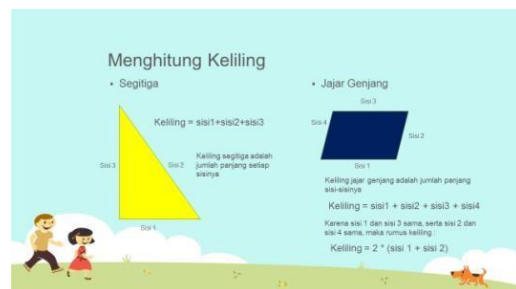 Menghitung Keliling
• Segitiga
Keliling = sisi1+sisi2+sisi3
Sisi 3
Sisi 2
Keliling segitiga adalah
jumlah panjang setiap
sisinya
Sisi 1
• Jajar Genjang
Sisi 3
Sisi 4
Sisi 2
Sisi 1
Keliling jajar genjang adalah jumlah panjang
sisi-sisinya
Keliling = sisi1 + sisi2 + sisi3 + sisi4
Karena sisi 1 dan sisi 3 sama, serta sisi 2 dan
sisi 4 sama, maka rumus keliling :
Keliling = 2 * (sisi 1 + sisi 2)